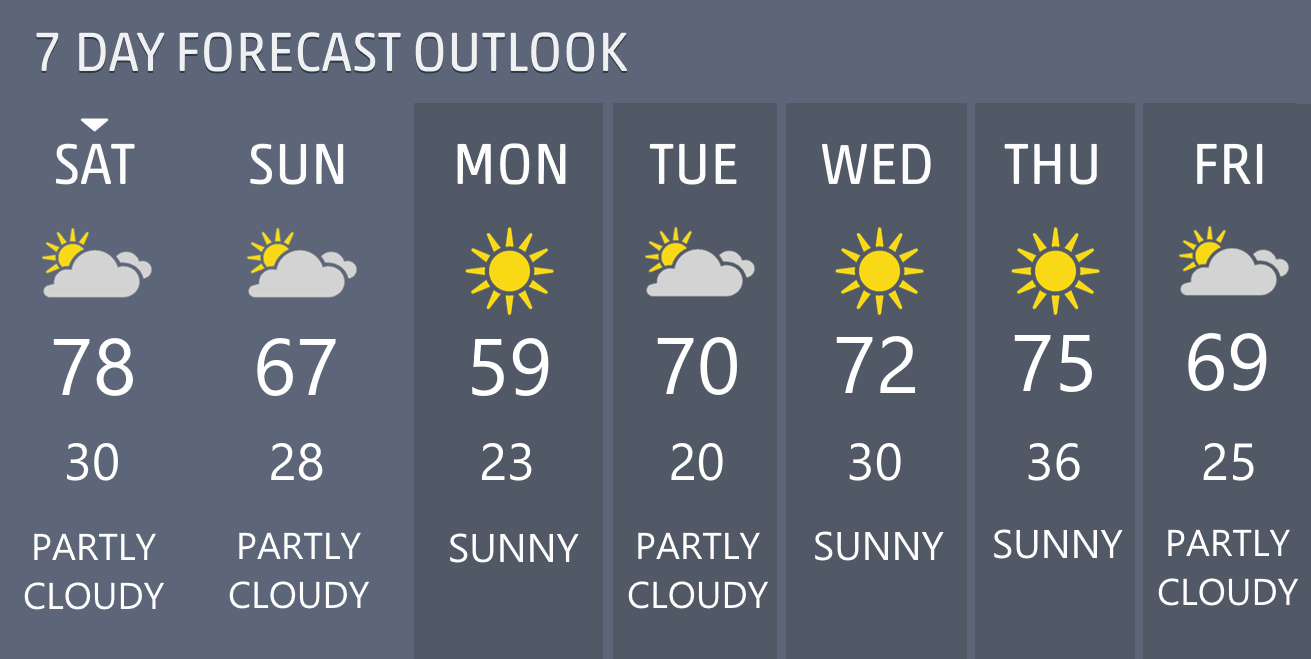 7 DAY FORECAST OUTLOOK
SAT SUN MON TUE WED THU FRI
78 67 59 70 72 75 69
30 28 23 20 30 36 25
PARTLY PARTLY SUNNY PARTLY SUNNY SUNNY PARTLY
CLOUDY CLOUDY CLOUDY CLOUDY